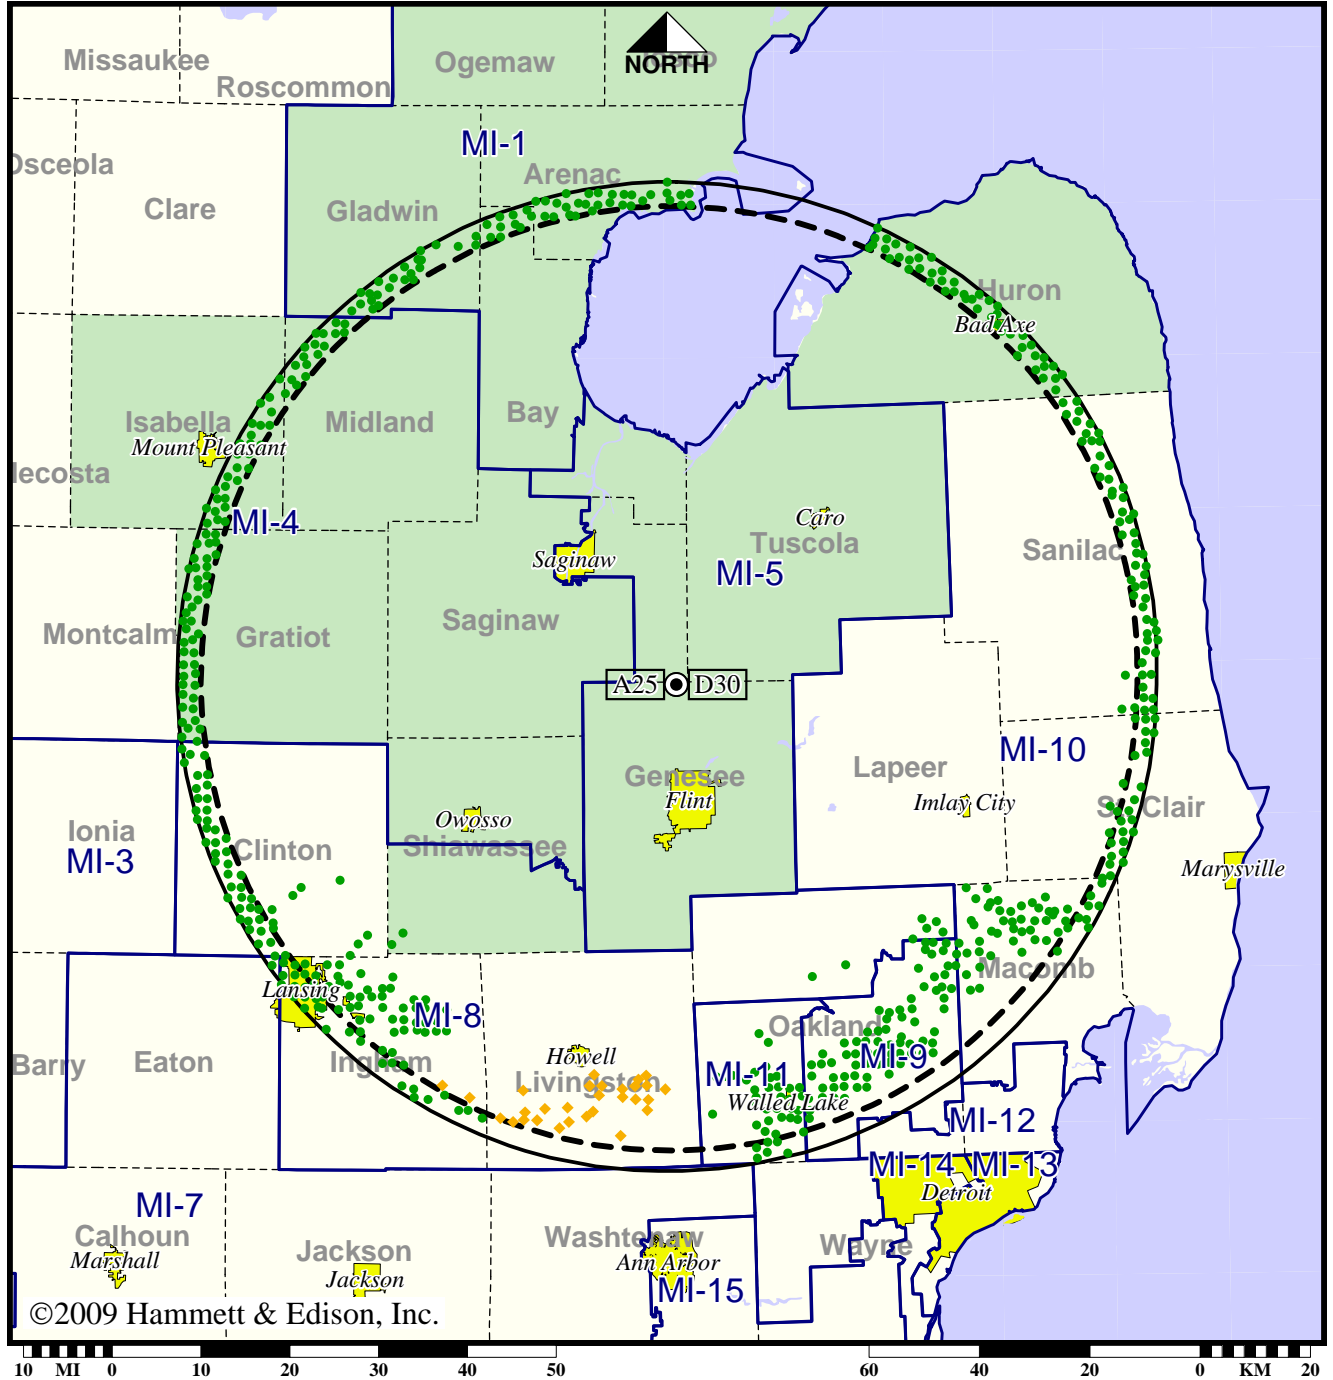 Missaukee
Roscommon
Ogemaw
Iosco
NORTH
Osceola
MI-1
Arenac
Clare
Gladwin
Huron
Bad Axe
Isabella
Mount Pleasant
Midland
Bay
Mecosta
MI-4
Caro
Tuscola
Saginaw
MI-5
Sanilac
Montcalm
Gratiot
Saginaw
A25
D30
MI-10
Lapeer
Genesee
Flint
Imlay City
St Clair
Owosso
Shiawassee
Ionia
MI-3
Clinton
Marysville
Macomb
Lansing
MI-8
Oakland
Barry
Eaton
Ingham
Howell
Livingston
MI-11
MI-9
Walled Lake
MI-12
MI-14
MI-13
Detroit
MI-7
Calhoun
Marshall
Jackson
Jackson
Washtenaw
Ann Arbor
MI-15
Wayne
©2009 Hammett & Edison, Inc.
10 MI 0 10 20 30 40 50 60 40 20 0 KM 20